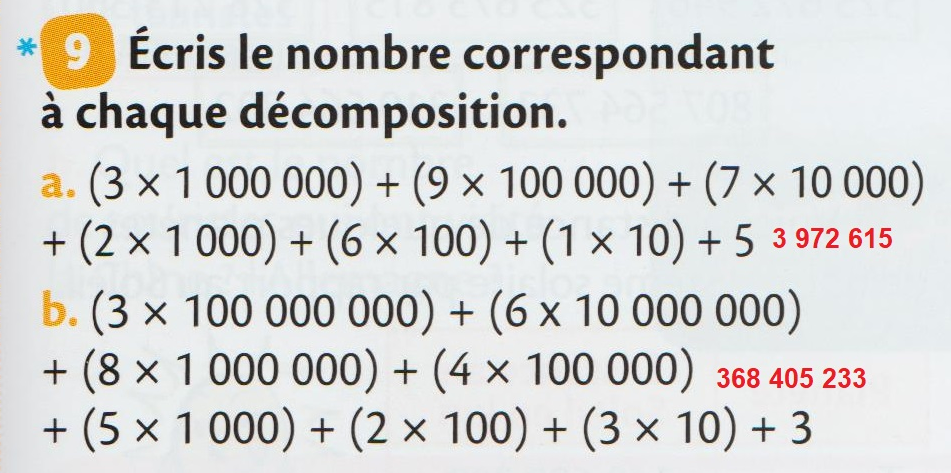 * 9 Écris le nombre correspondant
à chaque décomposition.
a. (3 × 1 000 000) + (9 × 100 000) + (7 × 10 000)
+ (2 × 1 000) + (6 × 100) + (1 × 10) + 5 3 972 615
b. (3 × 100 000 000) + (6 x 10 000 000)
+ (8 × 1 000 000) + (4 × 100 000) 368 405 233
+ (5 × 1 000) + (2 × 100) + (3 × 10) + 3